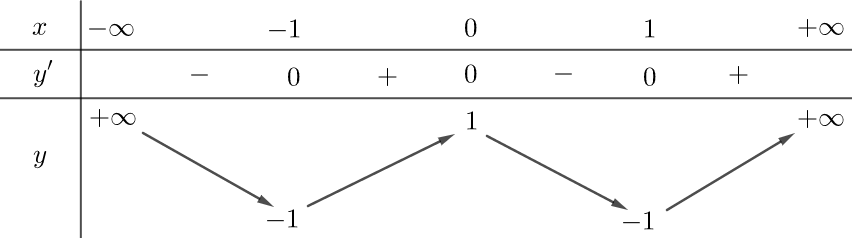 x −∞ −1 0 1 +∞
y′ − 0 + 0 − 0 +
+∞ 1 +∞
y
−1 −1